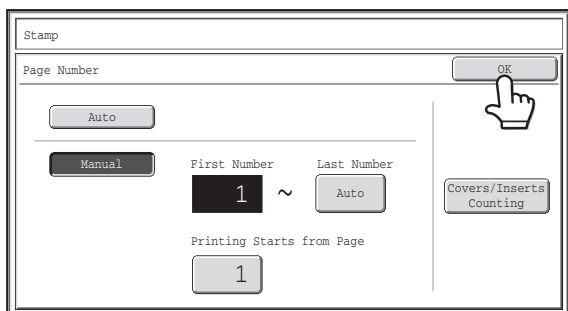 Stamp
Page Number
OK
Auto
Manual
First Number
Last Number
1
~
Auto
Covers/Inserts
Counting
Printing Starts from Page
1